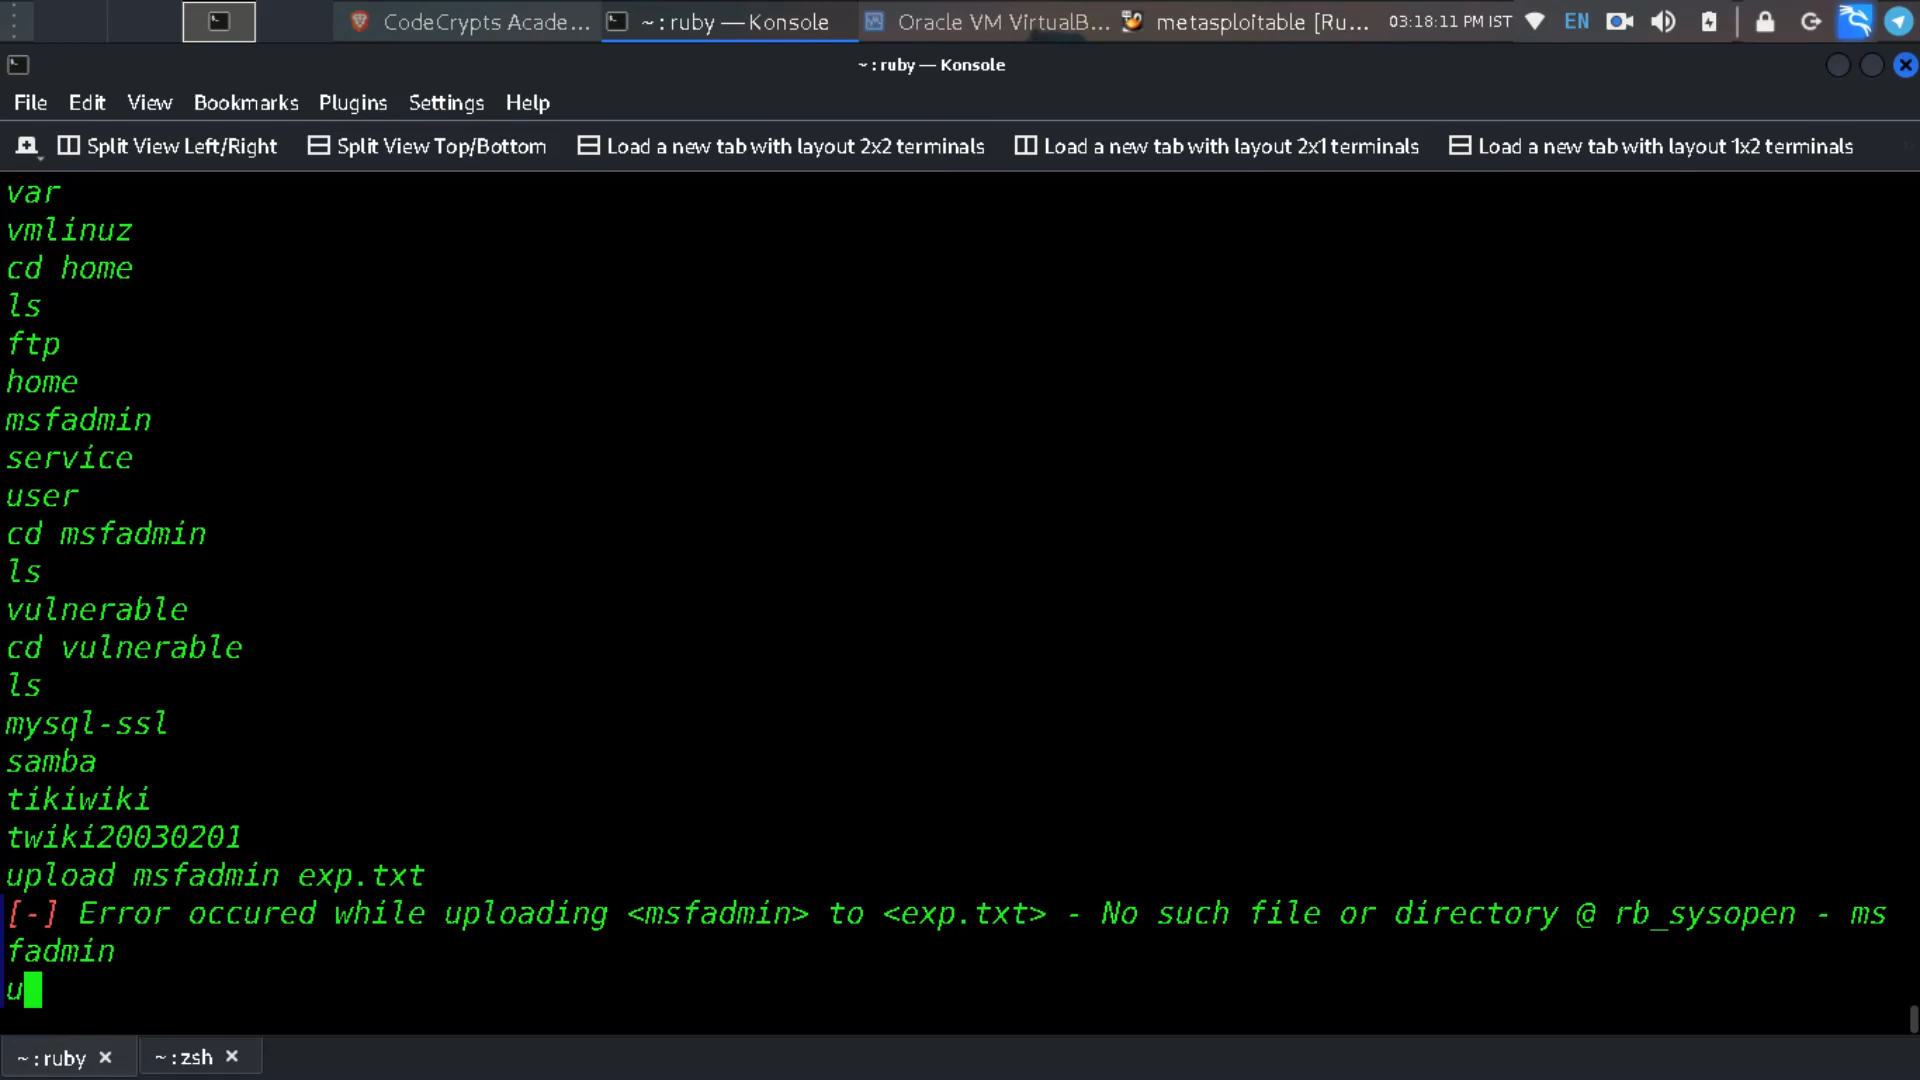 CodeCrypts Acade...
~ : ruby — Konsole
Oracle VM VirtualB...
metasploitable [Ru...
03:18:11 PM IST
EN
~ : ruby — Konsole
File Edit View Bookmarks Plugins Settings Help
Split View Left/Right Split View Top/Bottom Load a new tab with layout 2x2 terminals Load a new tab with layout 2x1 terminals Load a new tab with layout 1x2 terminals
var
vmlinuz
cd home
ls
ftp
home
msfadmin
service
user
cd msfadmin
ls
vulnerable
cd vulnerable
ls
mysql-ssl
samba
tikiwiki
twiki20030201
upload msfadmin exp.txt
[-] Error occured while uploading <msfadmin> to <exp.txt> - No such file or directory @ rb_sysopen - ms
fadmin
u
~ : ruby ~ : zsh